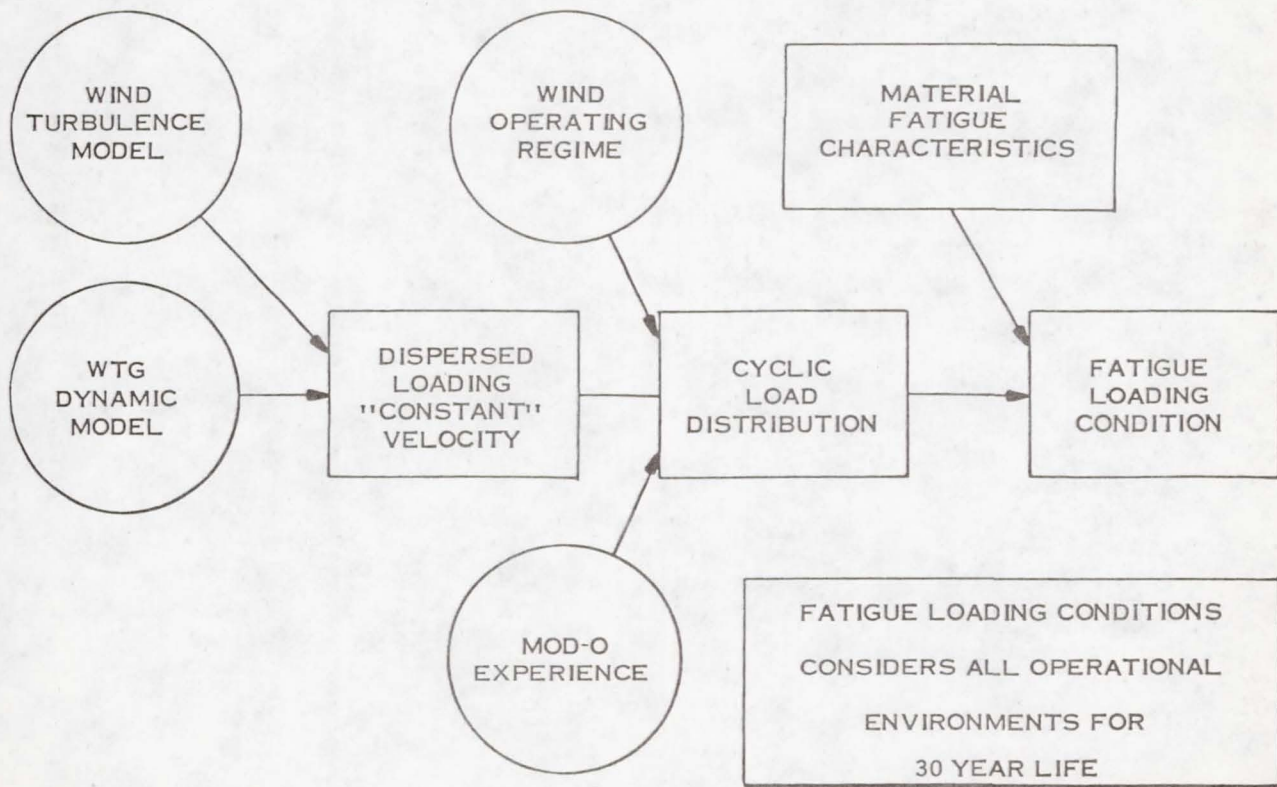 WIND
TURBULENCE
MODEL
WIND
OPERATING
REGIME
MATERIAL
FATIGUE
CHARACTERISTICS
WTG
DYNAMIC
MODEL
DISPERSED
LOADING
"CONSTANT"
VELOCITY
CYCLIC
LOAD
DISTRIBUTION
FATIGUE
LOADING
CONDITION
MOD-O
EXPERIENCE
FATIGUE LOADING CONDITIONS
CONSIDERS ALL OPERATIONAL
ENVIRONMENTS FOR
30 YEAR LIFE